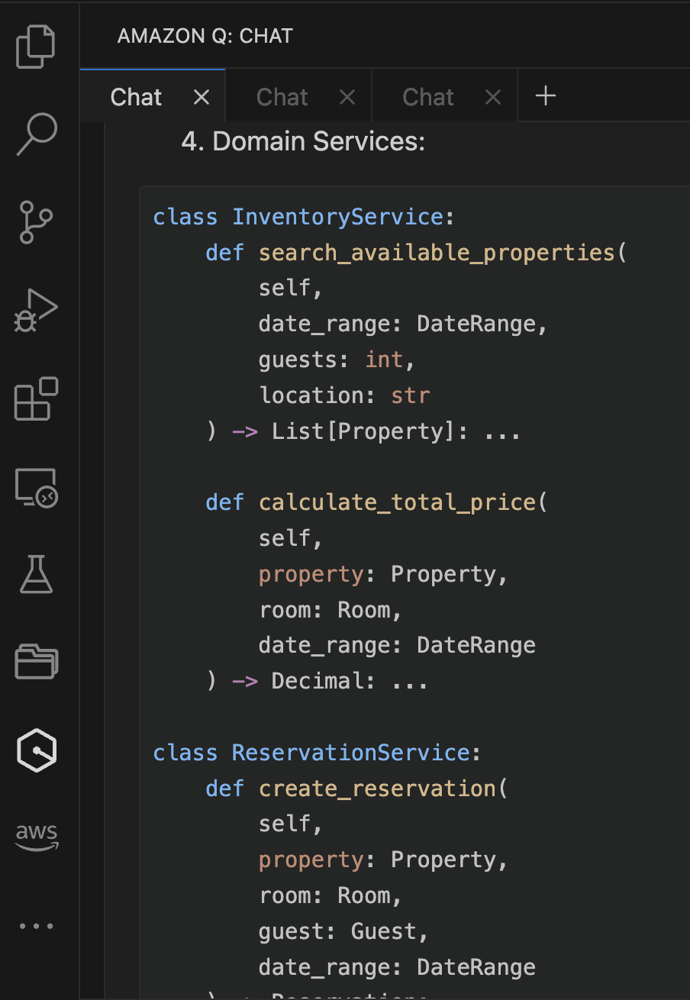 AMAZON Q: CHAT
Chat × Chat × Chat × +
4. Domain Services:
class InventoryService:
    def search_available_properties(
        self,
        date_range: DateRange,
        guests: int,
        location: str
    ) -> List[Property]: ...

    def calculate_total_price(
        self,
        property: Property,
        room: Room,
        date_range: DateRange
    ) -> Decimal: ...

class ReservationService:
    def create_reservation(
        self,
        property: Property,
        room: Room,
        guest: Guest,
        date_range: DateRange
    ) -> Reservation:
aws